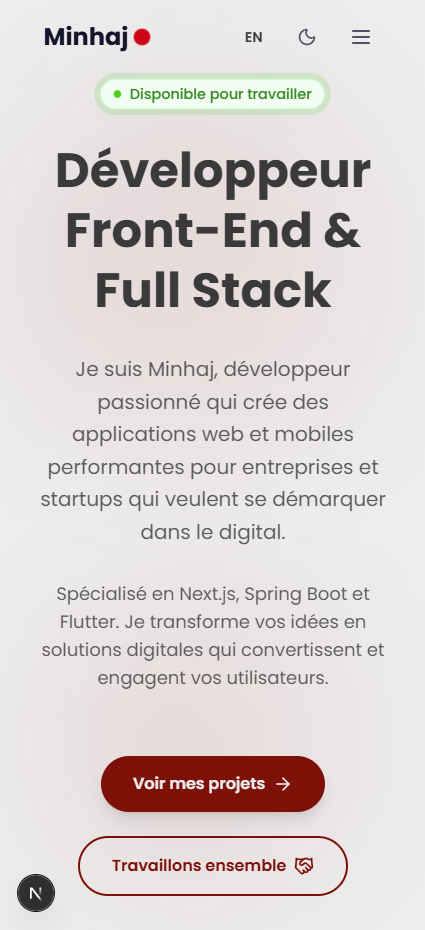 Minhaj
EN
Disponible pour travailler
Développeur
Front-End &
Full Stack
Je suis Minhaj, développeur
passionné qui crée des
applications web et mobiles
performantes pour entreprises et
startups qui veulent se démarquer
dans le digital.
Spécialisé en Next.js, Spring Boot et
Flutter. Je transforme vos idées en
solutions digitales qui convertissent et
engagent vos utilisateurs.
Voir mes projets
Travaillons ensemble
N